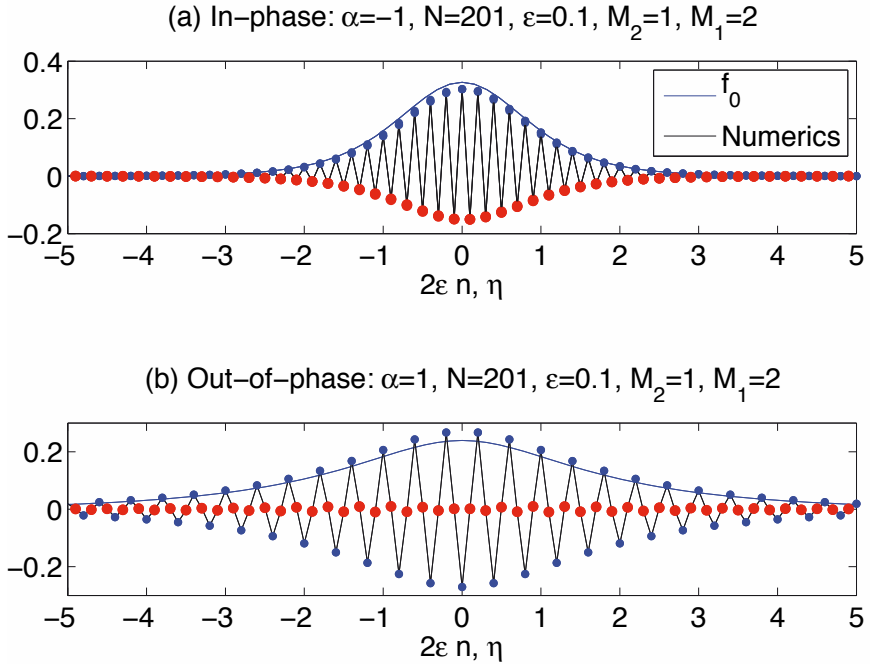 (a) In−phase: α=−1, N=201, ε=0.1, M₂=1, M₁=2
0.4
0.2
0
−0.2
f₀
Numerics
−5 −4 −3 −2 −1 0 1 2 3 4 5
2ε n, η
(b) Out−of−phase: α=1, N=201, ε=0.1, M₂=1, M₁=2
0.2
0
−0.2
−5 −4 −3 −2 −1 0 1 2 3 4 5
2ε n, η